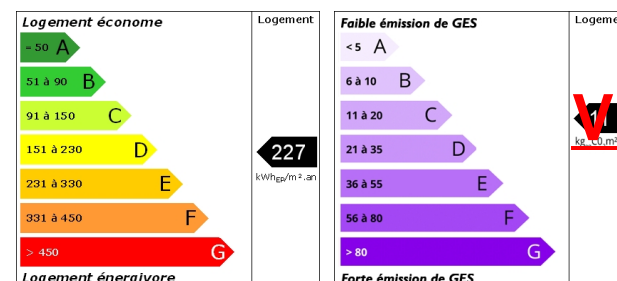 Logement économe
Logement
≤ 50 A
51 à 90 B
91 à 150 C
151 à 230 D
231 à 330 E
331 à 450 F
> 450 G
227
kWhEP/m².an
Logement énergivore
Faible émission de GES
Logeme
< 5 A
6 à 10 B
11 à 20 C
21 à 35 D
36 à 55 E
56 à 80 F
> 80 G
V
Forte émission de GES